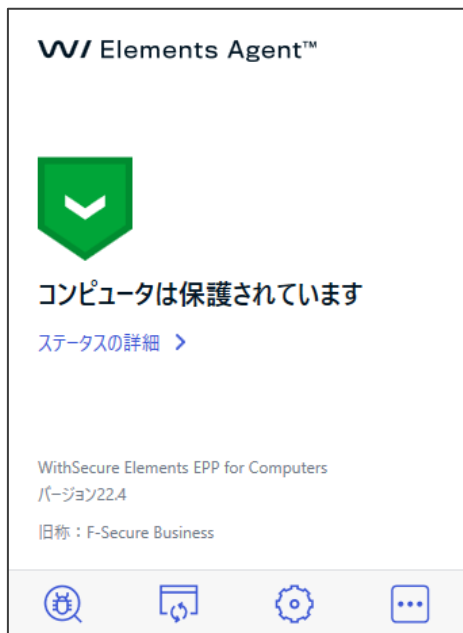 W/ Elements Agent™
コンピュータは保護されています
ステータスの詳細
WithSecure Elements EPP for Computers
バージョン22.4
旧称：F-Secure Business